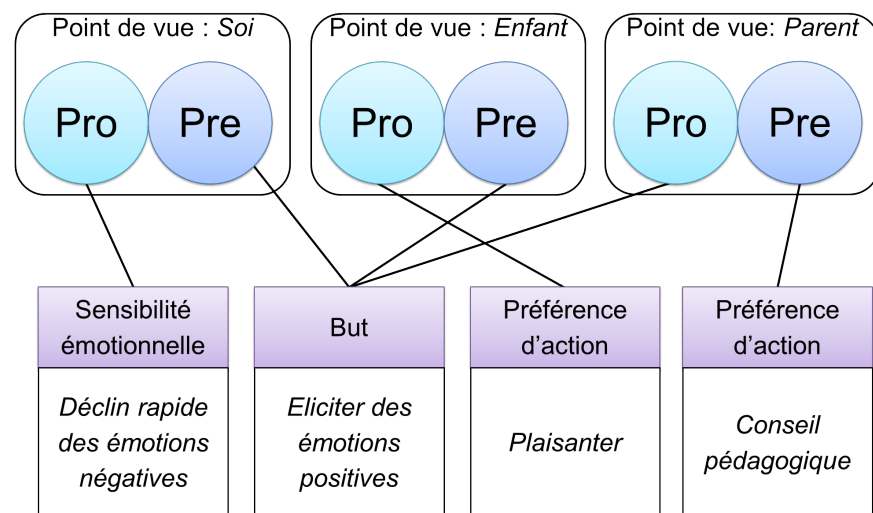 Point de vue : Soi
Point de vue : Enfant
Point de vue: Parent
Pro
Pre
Pro
Pre
Pro
Pre
Sensibilité
émotionnelle
But
Préférence
d’action
Préférence
d’action
Déclin rapide
des émotions
négatives
Eliciter des
émotions
positives
Plaisanter
Conseil
pédagogique